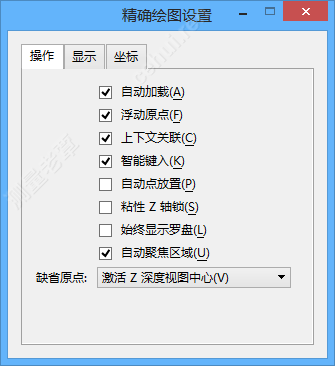 精确绘图设置
操作 显示 坐标
自动加载(A)
浮动原点(F)
上下文关联(C)
智能键入(K)
自动点放置(P)
粘性 Z 轴锁(S)
始终显示罗盘(L)
自动聚焦区域(U)
缺省原点: 激活 Z 深度视图中心(V)